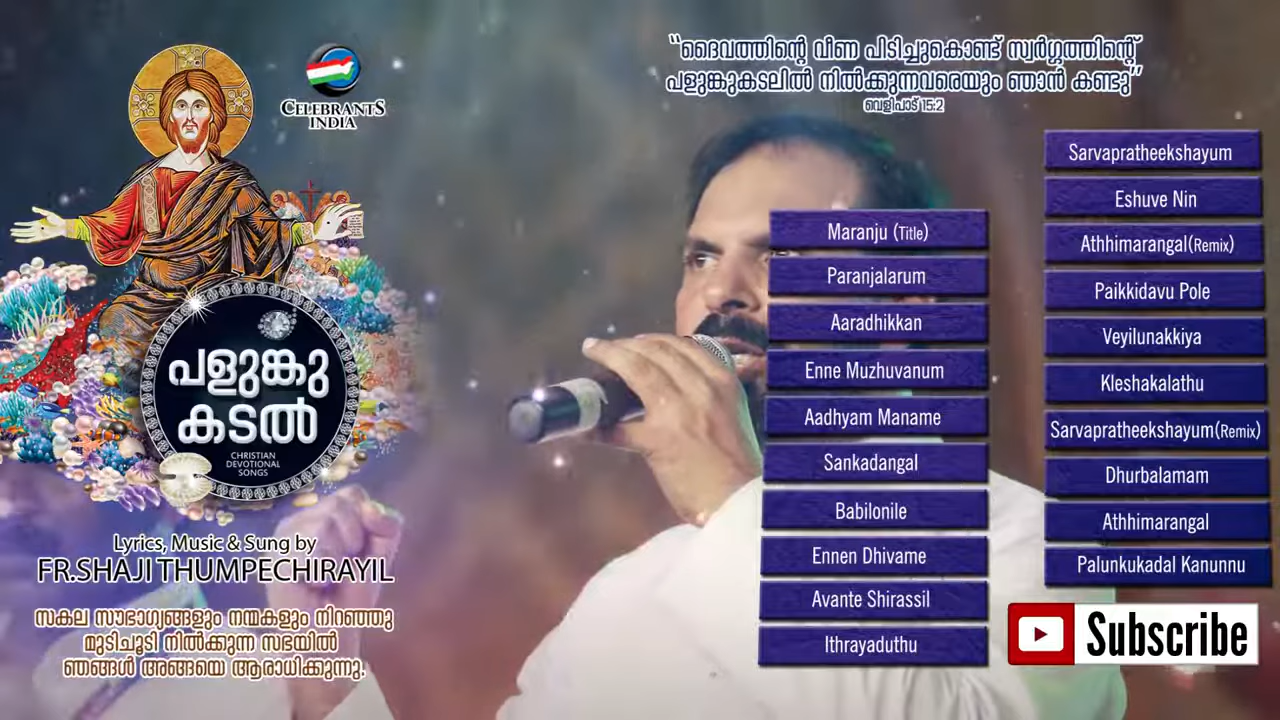 CELEBRANTS
INDIA
പളുങ്കു
കടൽ
CHRISTIAN
DEVOTIONAL
SONGS
Lyrics, Music & Sung by
FR.SHAJI THUMPECHIRAYIL
സകല സൗഭാഗ്യങ്ങളും നന്മകളും നിറഞ്ഞു
മുടിചൂടി നിൽക്കുന്ന സഭയിൽ
ഞങ്ങൾ അങ്ങയെ ആരാധിക്കുന്നു.
“ദൈവത്തിന്റെ വീണ പിടിച്ചുകൊണ്ട് സ്വർഗ്ഗത്തിന്റെ
പളുങ്കുകടലിൽ നിൽക്കുന്നവരെയും ഞാൻ കണ്ടു”
വെളിപാട് 15:2
Maranju (Title)
Paranjalarum
Aaradhikkan
Enne Muzhuvanum
Aadhyam Maname
Sankadangal
Babilonile
Ennen Dhivame
Avante Shirassil
Ithrayaduthu
Sarvapratheekshayum
Eshuve Nin
Athhimarangal(Remix)
Paikkidavu Pole
Veyilunakkiya
Kleshakalathu
Sarvapratheekshayum(Remix)
Dhurbalamam
Athhimarangal
Palunkukadal Kanunnu
Subscribe